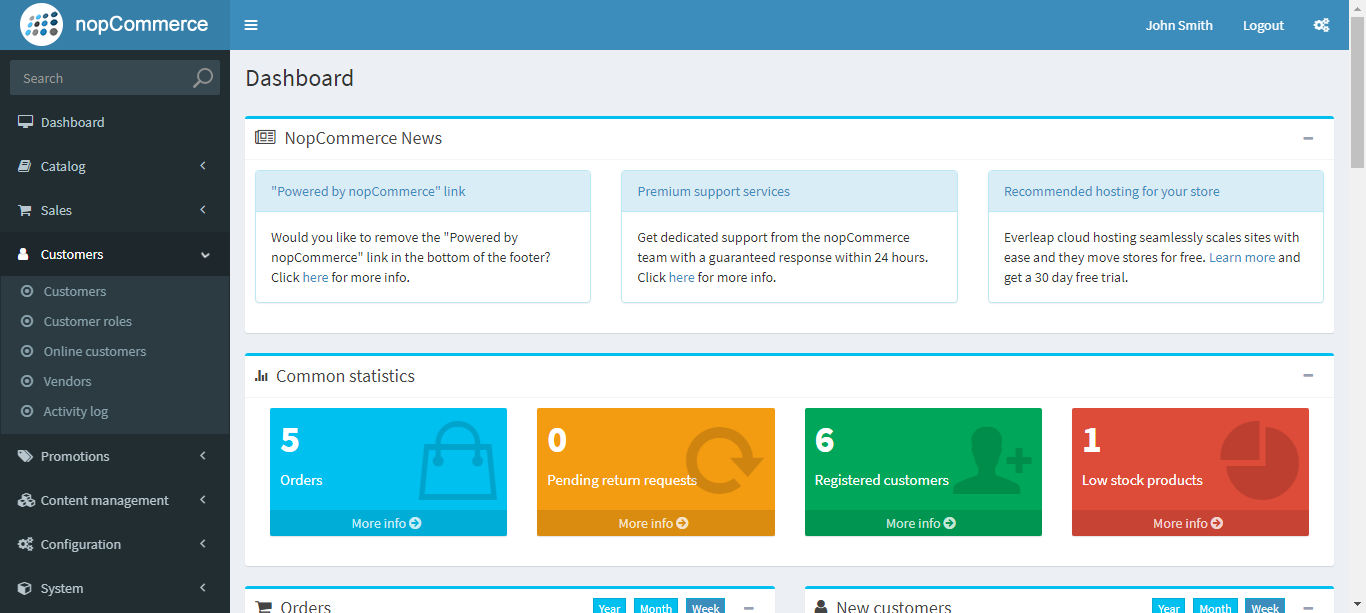 nopCommerce
John Smith
Logout
Search
Dashboard
Catalog
Sales
Customers
Customers
Customer roles
Online customers
Vendors
Activity log
Promotions
Content management
Configuration
System
Dashboard
NopCommerce News
"Powered by nopCommerce" link
Would you like to remove the "Powered by
nopCommerce" link in the bottom of the footer?
Click here for more info.
Premium support services
Get dedicated support from the nopCommerce
team with a guaranteed response within 24 hours.
Click here for more info.
Recommended hosting for your store
Everleap cloud hosting seamlessly scales sites with
ease and they move stores for free. Learn more and
get a 30 day free trial.
Common statistics
5
Orders
More info
0
Pending return requests
More info
6
Registered customers
More info
1
Low stock products
More info
Orders
Year
Month
Week
New customers
Year
Month
Week